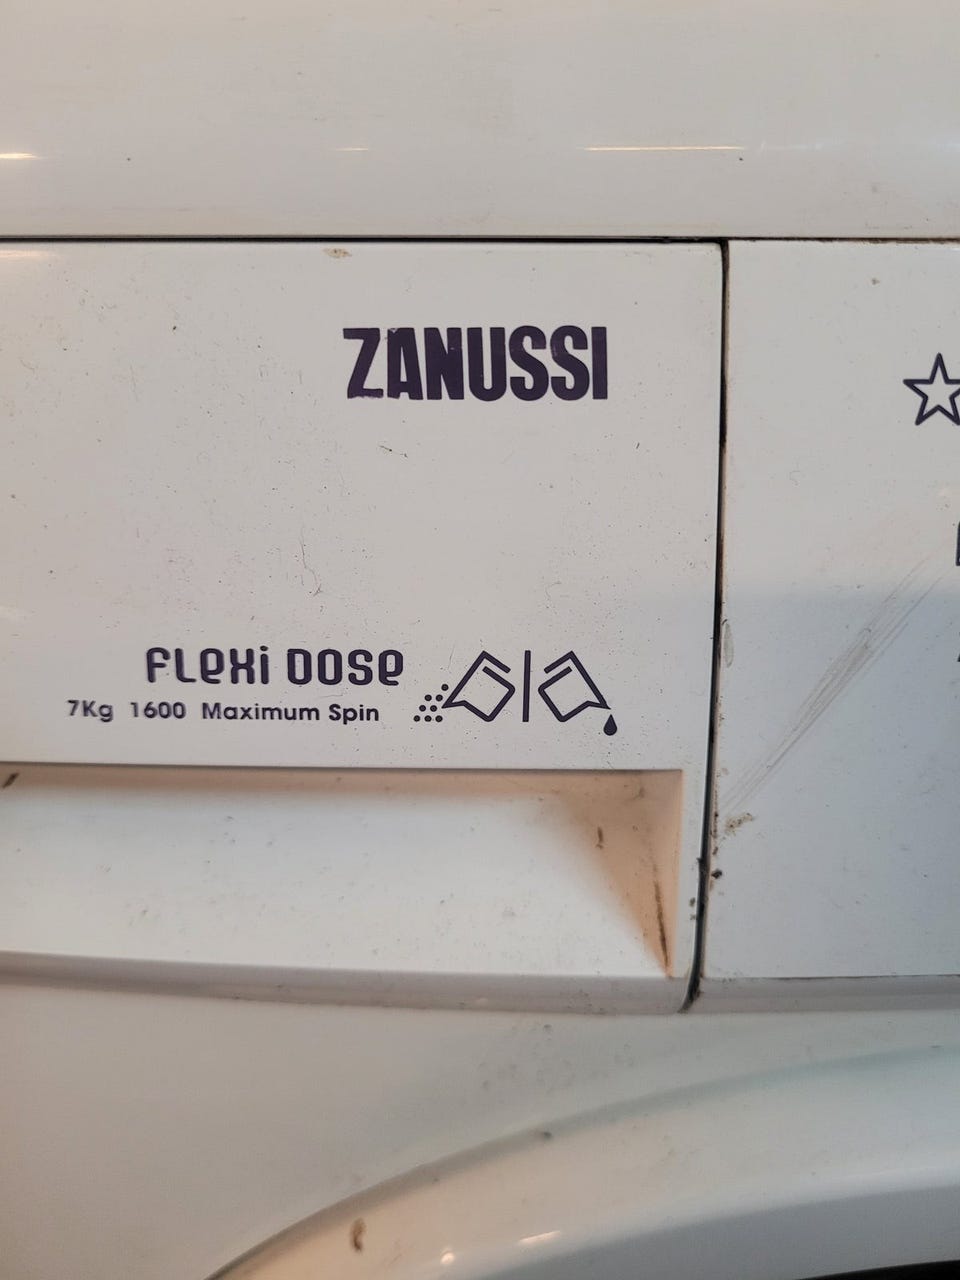 ZANUSSI
FLEXI DOSE
7Kg 1600 Maximum Spin